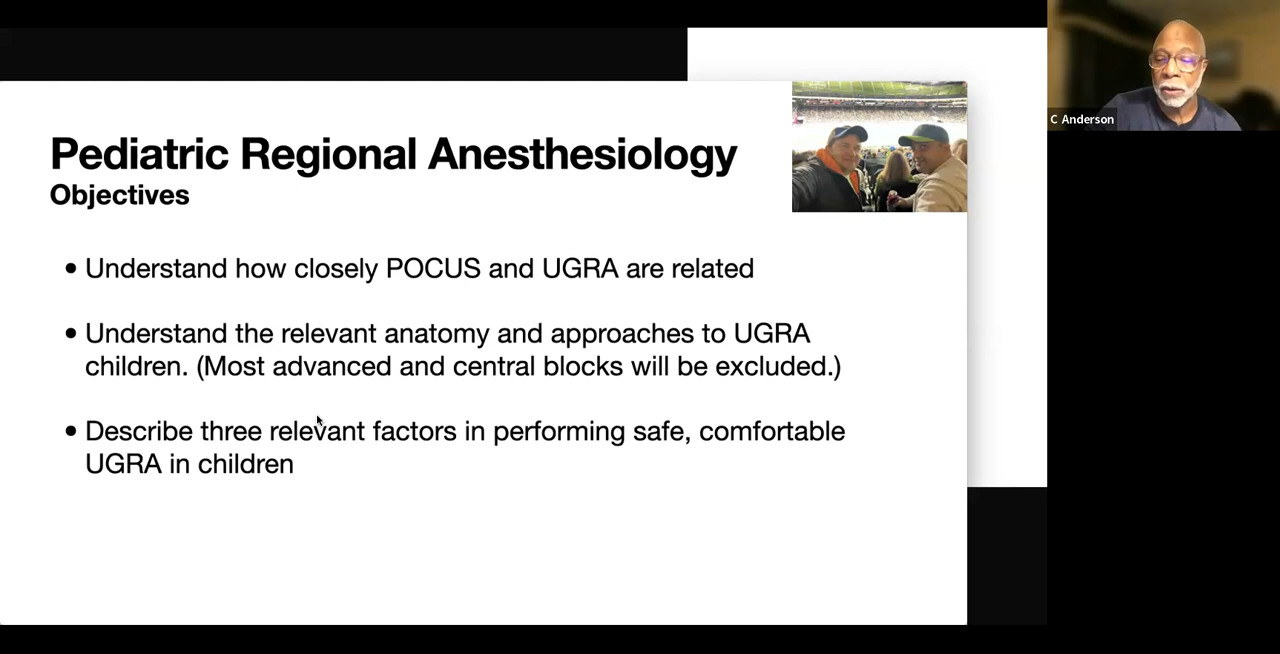 Pediatric Regional Anesthesiology
Objectives
• Understand how closely POCUS and UGRA are related
• Understand the relevant anatomy and approaches to UGRA
children. (Most advanced and central blocks will be excluded.)
• Describe three relevant factors in performing safe, comfortable
UGRA in children
C Anderson